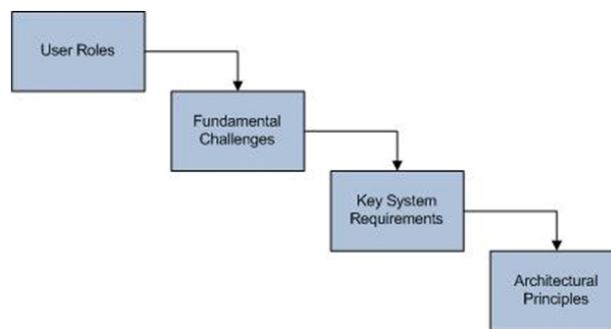 User Roles
Fundamental
Challenges
Key System
Requirements
Architectural
Principles